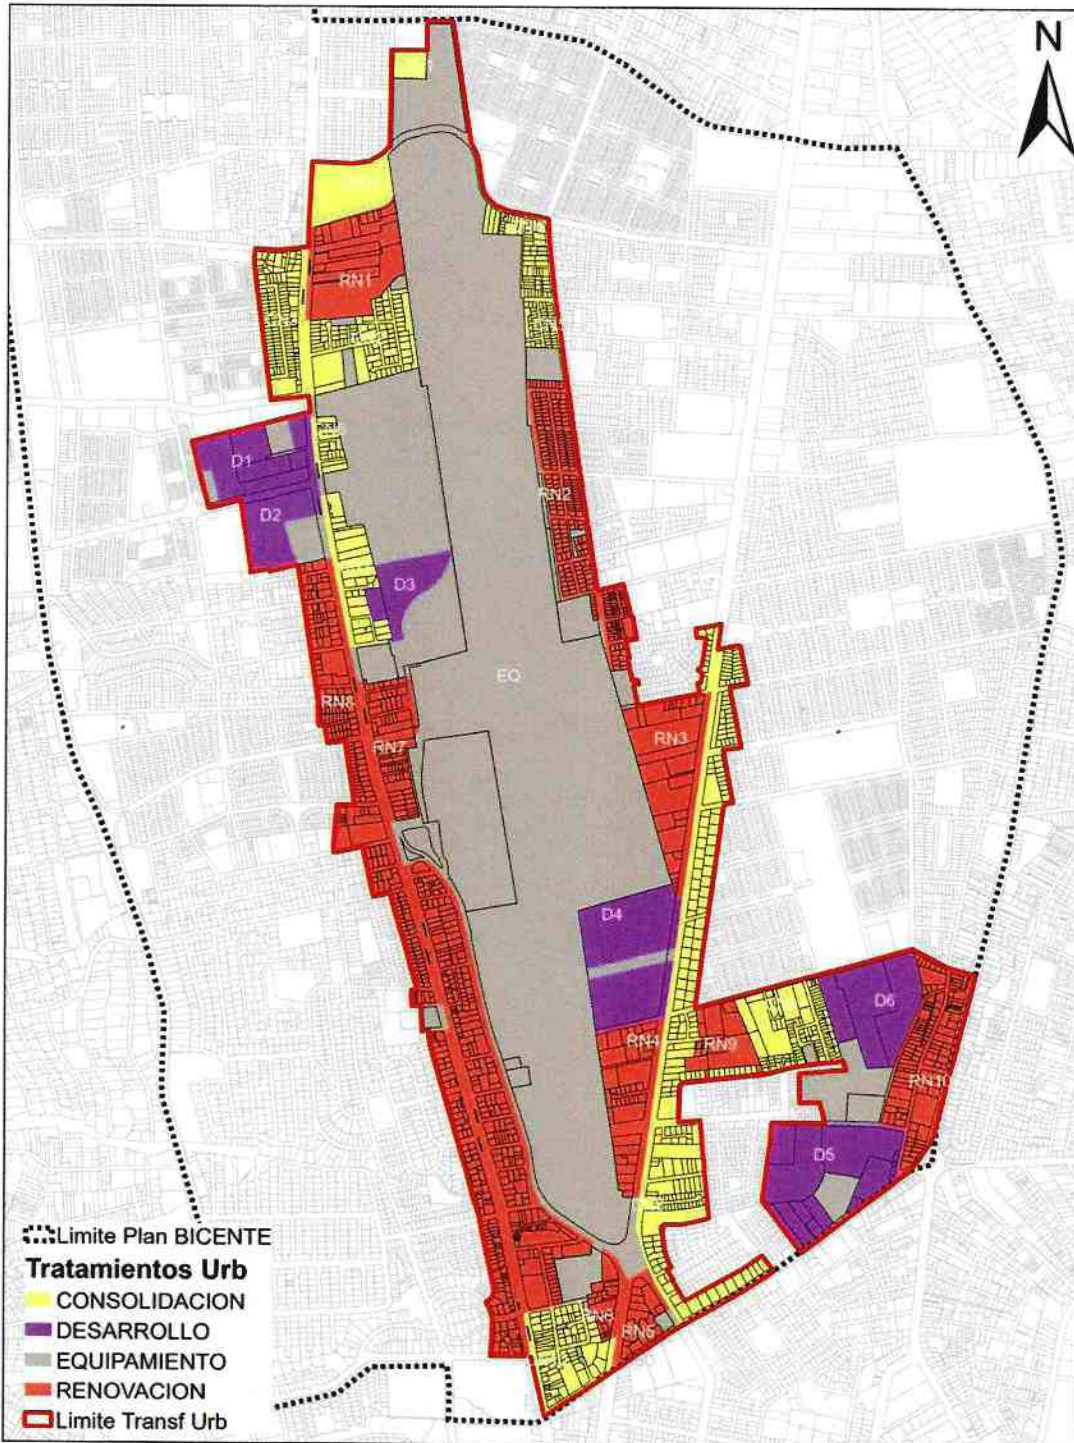 N
RN1
D1
D2
RN2
D3
EQ
RN8
RN7
RN3
D4
D6
RN4
RN9
RN10
D5
RN6
RN5
Limite Plan BICENTE
Tratamientos Urb
CONSOLIDACION
DESARROLLO
EQUIPAMIENTO
RENOVACION
Limite Transf Urb